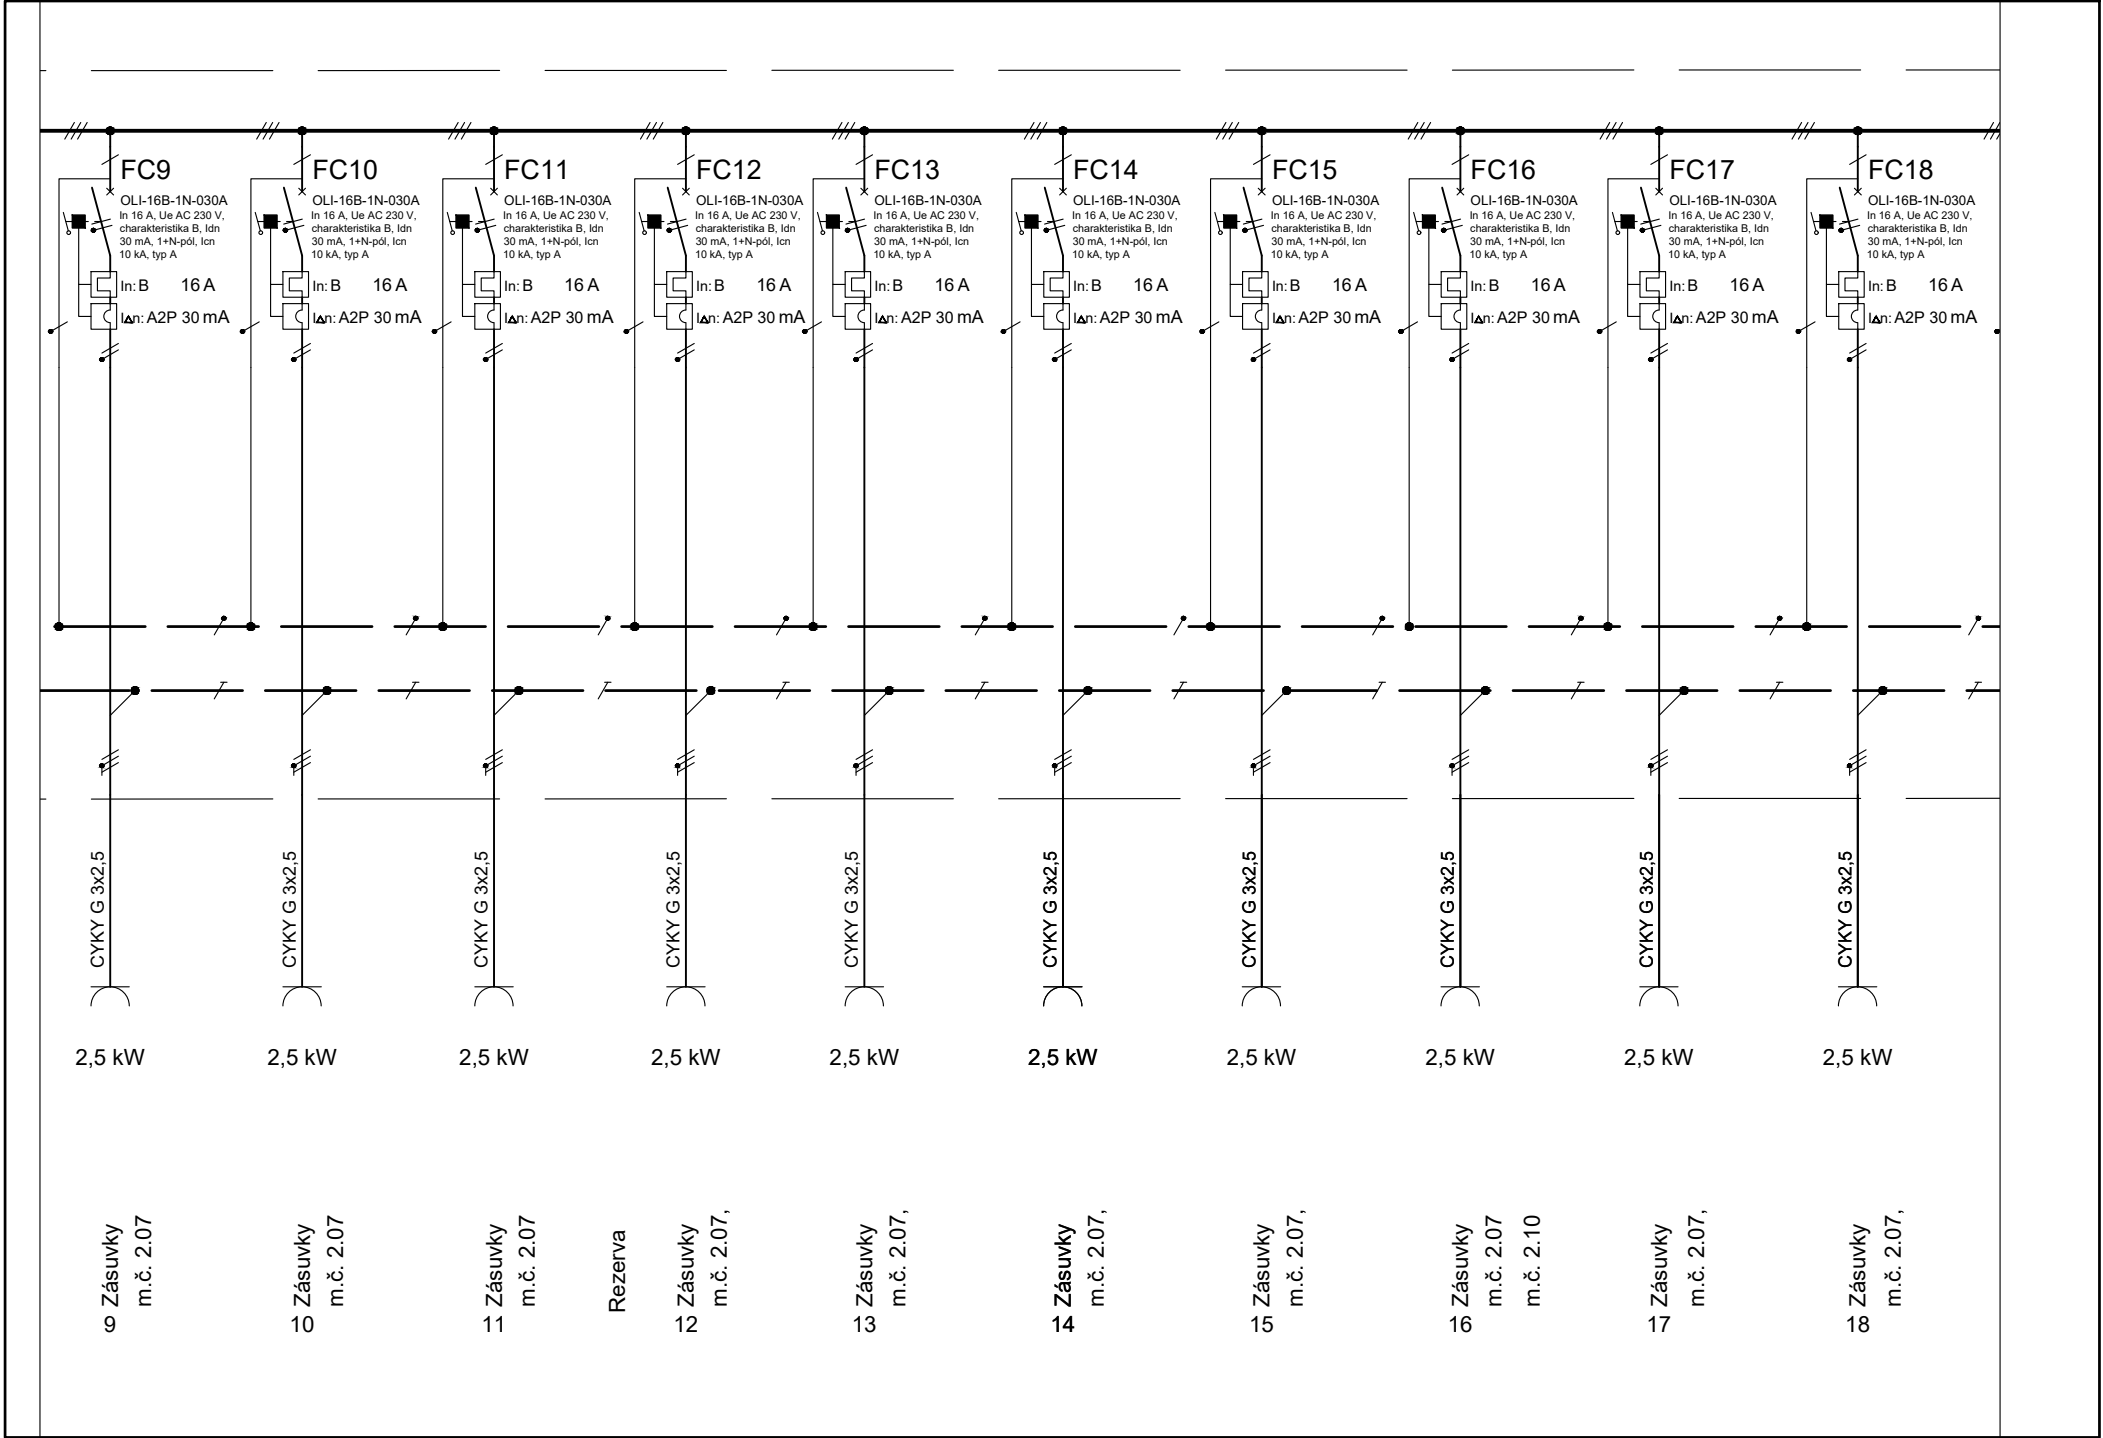 FC9
OLI-16B-1N-030A
In 16 A, Ue AC 230 V,
charakteristika B, Idn
30 mA, 1+N-pól, Icn
10 kA, typ A
In: B 16 A
I∆n: A2P 30 mA
FC10
OLI-16B-1N-030A
In 16 A, Ue AC 230 V,
charakteristika B, Idn
30 mA, 1+N-pól, Icn
10 kA, typ A
In: B 16 A
I∆n: A2P 30 mA
FC11
OLI-16B-1N-030A
In 16 A, Ue AC 230 V,
charakteristika B, Idn
30 mA, 1+N-pól, Icn
10 kA, typ A
In: B 16 A
I∆n: A2P 30 mA
FC12
OLI-16B-1N-030A
In 16 A, Ue AC 230 V,
charakteristika B, Idn
30 mA, 1+N-pól, Icn
10 kA, typ A
In: B 16 A
I∆n: A2P 30 mA
FC13
OLI-16B-1N-030A
In 16 A, Ue AC 230 V,
charakteristika B, Idn
30 mA, 1+N-pól, Icn
10 kA, typ A
In: B 16 A
I∆n: A2P 30 mA
FC14
OLI-16B-1N-030A
In 16 A, Ue AC 230 V,
charakteristika B, Idn
30 mA, 1+N-pól, Icn
10 kA, typ A
In: B 16 A
I∆n: A2P 30 mA
FC15
OLI-16B-1N-030A
In 16 A, Ue AC 230 V,
charakteristika B, Idn
30 mA, 1+N-pól, Icn
10 kA, typ A
In: B 16 A
I∆n: A2P 30 mA
FC16
OLI-16B-1N-030A
In 16 A, Ue AC 230 V,
charakteristika B, Idn
30 mA, 1+N-pól, Icn
10 kA, typ A
In: B 16 A
I∆n: A2P 30 mA
FC17
OLI-16B-1N-030A
In 16 A, Ue AC 230 V,
charakteristika B, Idn
30 mA, 1+N-pól, Icn
10 kA, typ A
In: B 16 A
I∆n: A2P 30 mA
FC18
OLI-16B-1N-030A
In 16 A, Ue AC 230 V,
charakteristika B, Idn
30 mA, 1+N-pól, Icn
10 kA, typ A
In: B 16 A
I∆n: A2P 30 mA
CYKY G 3x2,5
CYKY G 3x2,5
CYKY G 3x2,5
CYKY G 3x2,5
CYKY G 3x2,5
CYKY G 3x2,5
CYKY G 3x2,5
CYKY G 3x2,5
CYKY G 3x2,5
CYKY G 3x2,5
2,5 kW
2,5 kW
2,5 kW
2,5 kW
2,5 kW
2,5 kW
2,5 kW
2,5 kW
2,5 kW
2,5 kW
Zásuvky
m.č. 2.07
9
Zásuvky
m.č. 2.07
10
Zásuvky
m.č. 2.07
11
Rezerva
Zásuvky
m.č. 2.07,
12
Zásuvky
m.č. 2.07,
13
Zásuvky
m.č. 2.07,
14
Zásuvky
m.č. 2.07,
15
Zásuvky
m.č. 2.07
m.č. 2.10
16
Zásuvky
m.č. 2.07,
17
Zásuvky
m.č. 2.07,
18